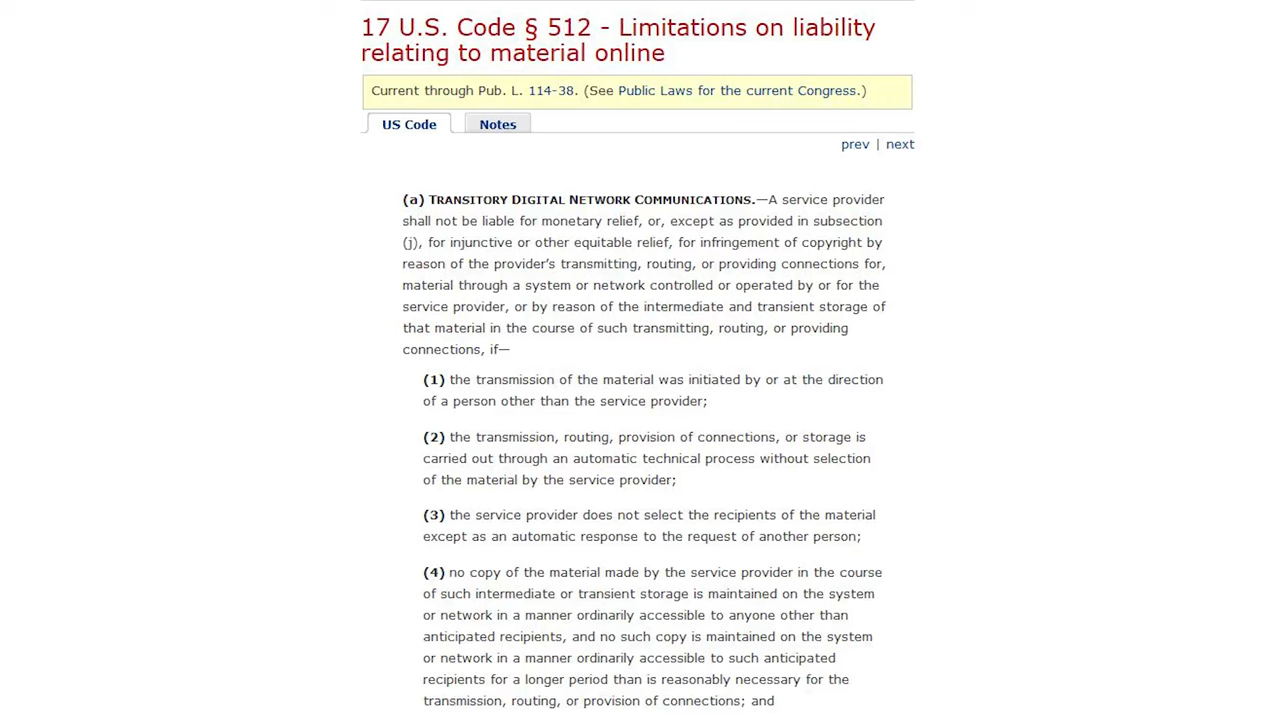 17 U.S. Code § 512 - Limitations on liability
relating to material online
Current through Pub. L. 114-38. (See Public Laws for the current Congress.)
US Code
Notes
prev | next
(a) TRANSITORY DIGITAL NETWORK COMMUNICATIONS.—A service provider
shall not be liable for monetary relief, or, except as provided in subsection
(j), for injunctive or other equitable relief, for infringement of copyright by
reason of the provider’s transmitting, routing, or providing connections for,
material through a system or network controlled or operated by or for the
service provider, or by reason of the intermediate and transient storage of
that material in the course of such transmitting, routing, or providing
connections, if—
(1) the transmission of the material was initiated by or at the direction
of a person other than the service provider;
(2) the transmission, routing, provision of connections, or storage is
carried out through an automatic technical process without selection
of the material by the service provider;
(3) the service provider does not select the recipients of the material
except as an automatic response to the request of another person;
(4) no copy of the material made by the service provider in the course
of such intermediate or transient storage is maintained on the system
or network in a manner ordinarily accessible to anyone other than
anticipated recipients, and no such copy is maintained on the system
or network in a manner ordinarily accessible to such anticipated
recipients for a longer period than is reasonably necessary for the
transmission, routing, or provision of connections; and